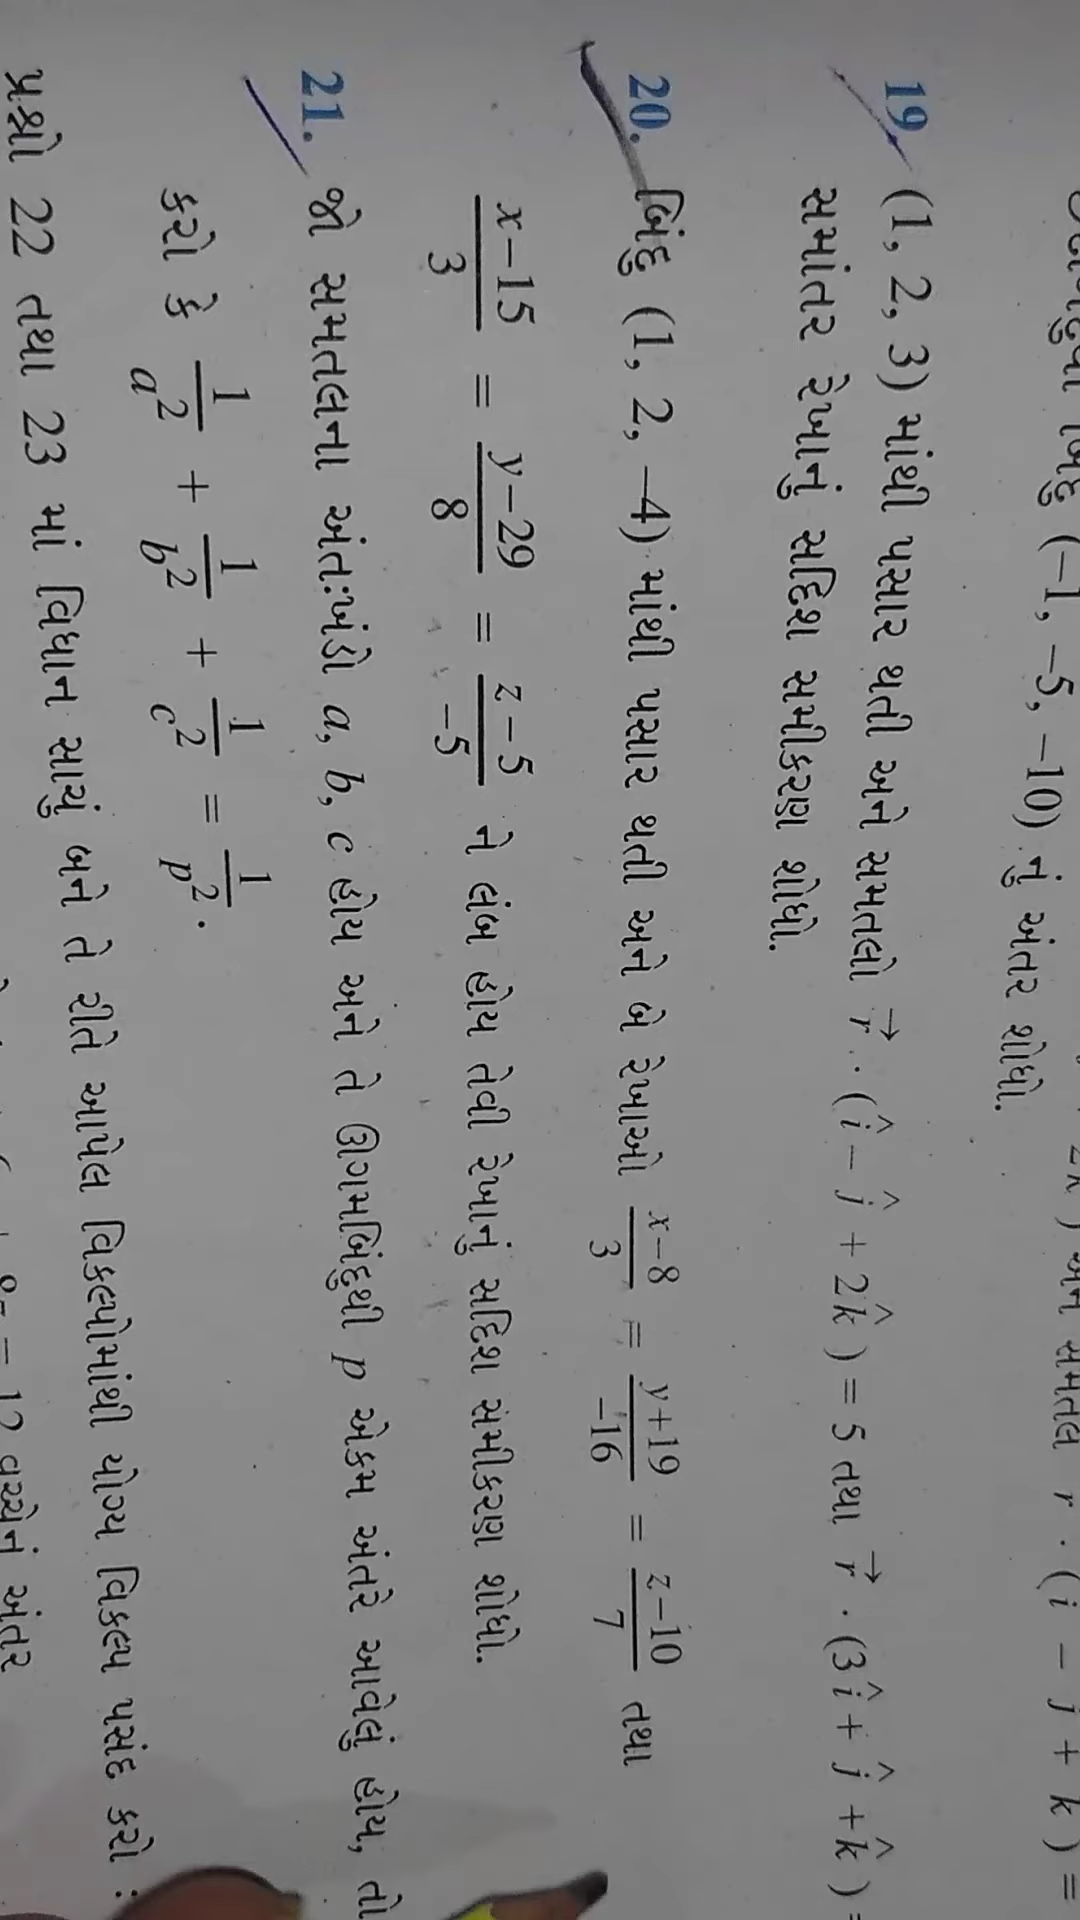 (−1, −5, −10) નું અંતર શોધો.
19. (1, 2, 3) માંથી પસાર થતી અને સમતલો r⃗ · (î − ĵ + 2k̂) = 5 તથા r⃗ · (3î + ĵ + k̂) =
સમાંતર રેખાનું સદિશ સમીકરણ શોધો.
20. બિંદુ (1, 2, −4) માંથી પસાર થતી અને બે રેખાઓ (x−8)/3 = (y+19)/−16 = (z−10)/7 તથા
(x−15)/3 = (y−29)/8 = (z−5)/−5 ને લંબ હોય તેવી રેખાનું સદિશ સમીકરણ શોધો.
21. જો સમતલના અંતઃખંડો a, b, c હોય અને તે ઊગમબિંદુથી p એકમ અંતરે આવેલું હોય, તો
કરો કે 1/a² + 1/b² + 1/c² = 1/p².
પ્રશ્નો 22 તથા 23 માં વિધાન સાચું બને તે રીતે આપેલ વિકલ્પોમાંથી યોગ્ય વિકલ્પ પસંદ કરો :